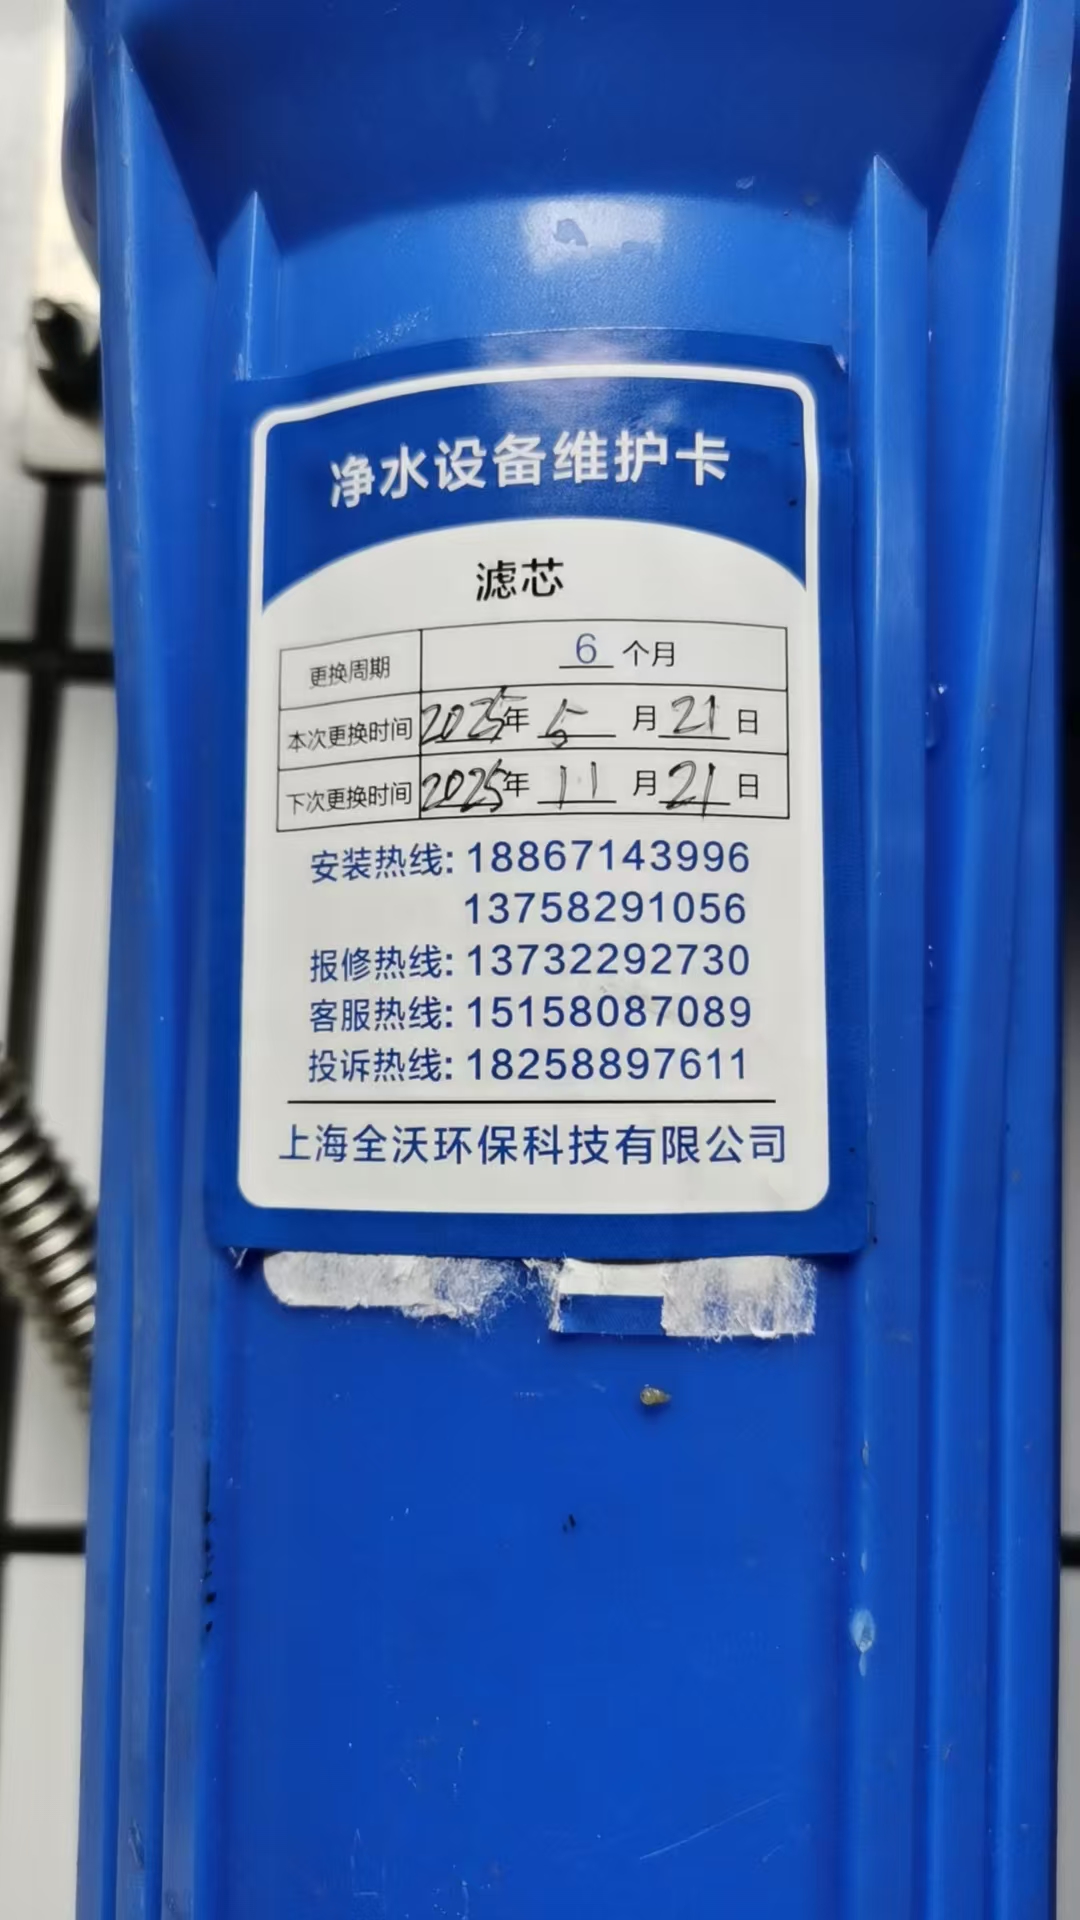 净水设备维护卡
滤芯
更换周期 6 个月
本次更换时间 2025年 5 月 21 日
下次更换时间 2025年 11 月 21 日
安装热线: 18867143996
13758291056
报修热线: 13732292730
客服热线: 15158087089
投诉热线: 18258897611
上海全沃环保科技有限公司